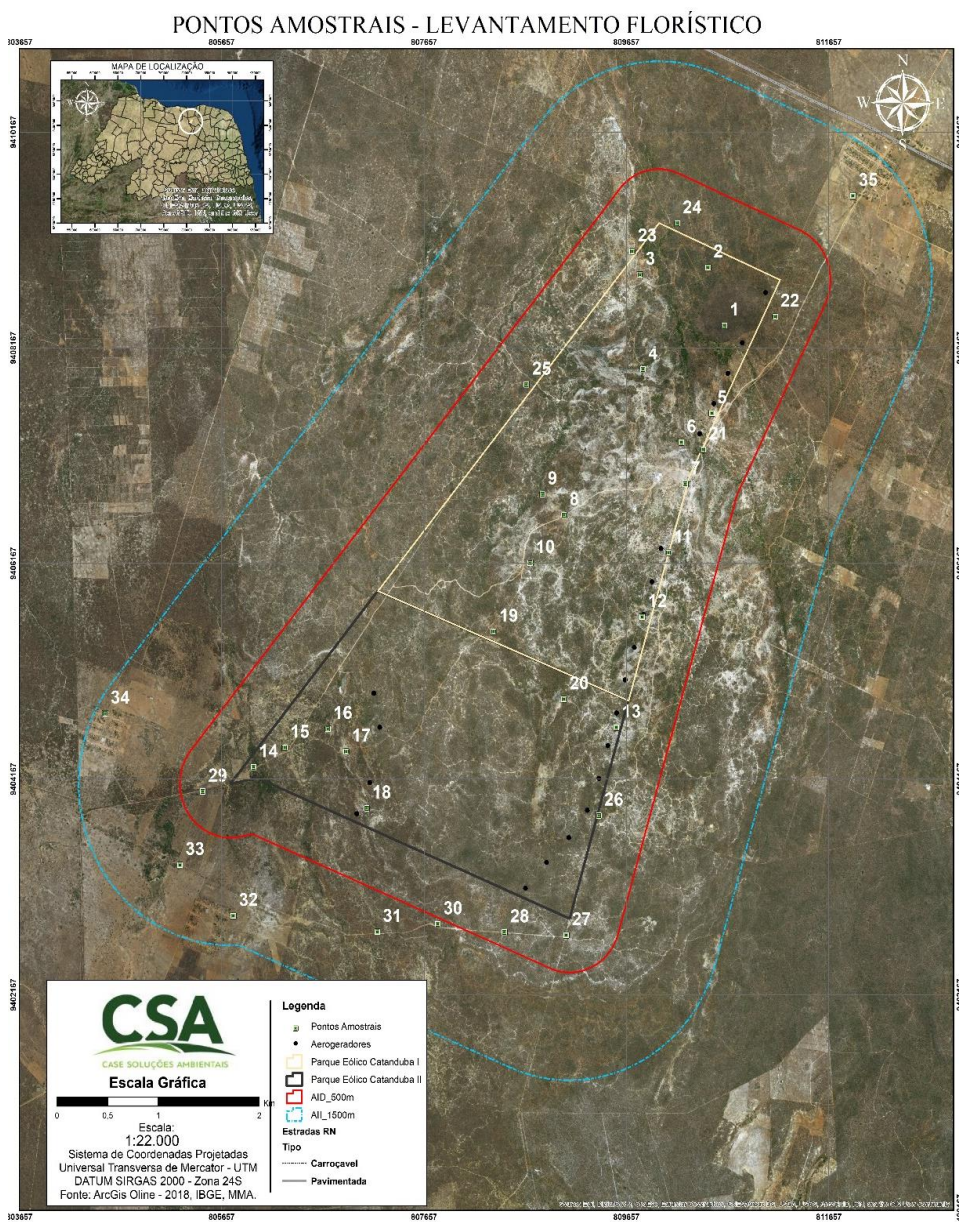 PONTOS AMOSTRAIS - LEVANTAMENTO FLORÍSTICO
803657
805657
807657
809657
811657
MAPA DE LOCALIZAÇÃO
N
W
E
S
9410167
9408167
9406167
9404167
9402167
35
24
23
2
3
22
1
4
25
5
6
21
7
9
8
10
11
12
19
20
13
16
15
17
14
29
34
18
26
33
32
31
30
28
27
CSA
CASE SOLUÇÕES AMBIENTAIS
Escala Gráfica
0 0,5 1 2
Km
Escala:
1:22.000
Sistema de Coordenadas Projetadas
Universal Transversa de Mercator - UTM
DATUM SIRGAS 2000 - Zona 24S
Fonte: ArcGis Oline - 2018, IBGE, MMA.
Legenda
Pontos Amostrais
Aerogeradores
Parque Eólico Catanduba I
Parque Eólico Catanduba II
AID_500m
AII_1500m
Estradas RN
Tipo
Carroçavel
Pavimentada
803657
805657
807657
809657
811657